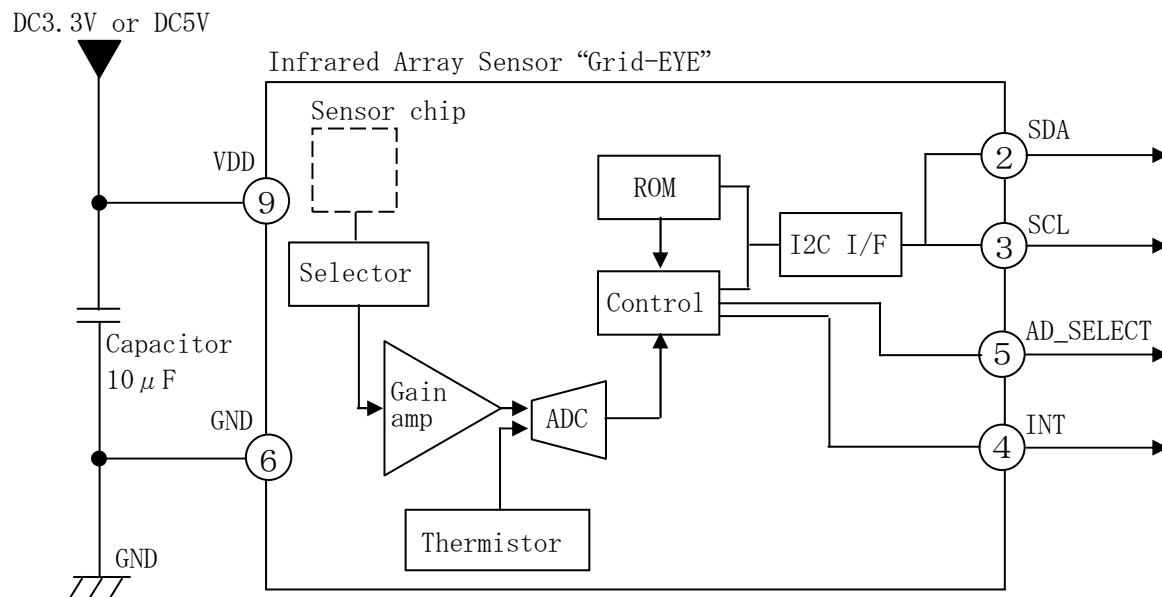 DC3.3V or DC5V
Infrared Array Sensor “Grid-EYE”
Sensor chip
VDD
9
Selector
ROM
I2C I/F
Control
SDA
2
SCL
3
AD_SELECT
5
INT
4
Capacitor
10μF
Gain
amp
ADC
GND
6
Thermistor
GND